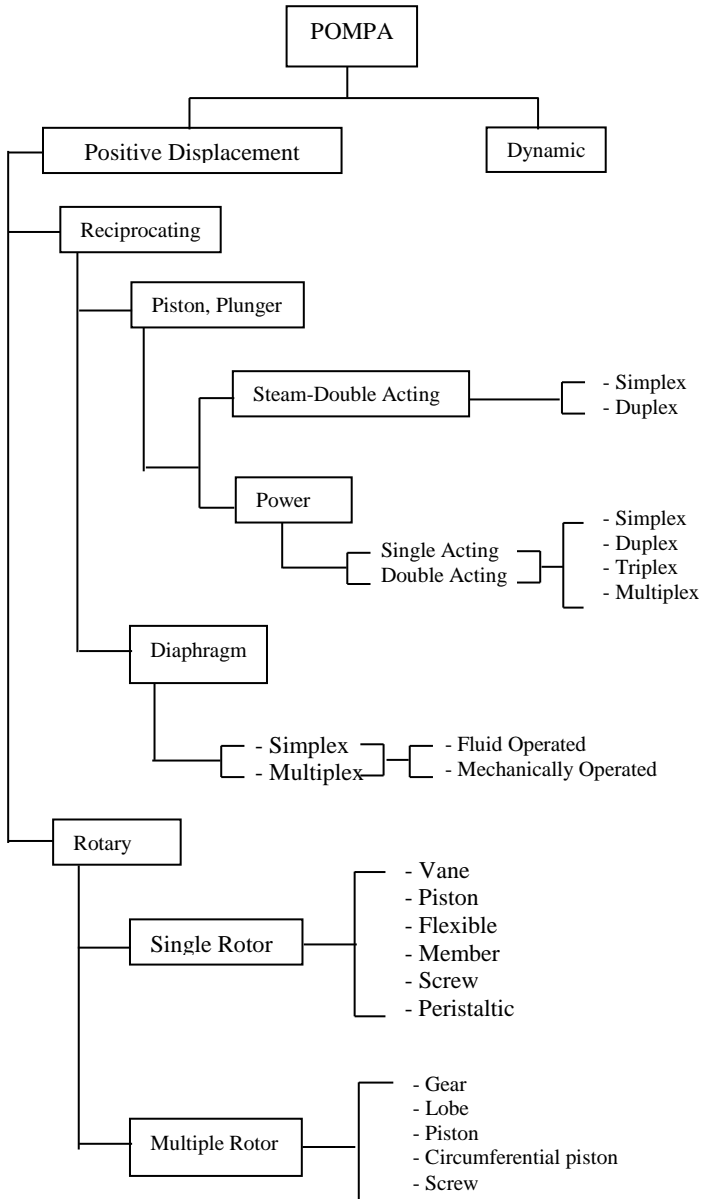 POMPA
Positive Displacement
Dynamic
Reciprocating
Piston, Plunger
Steam-Double Acting
- Simplex
- Duplex
Power
Single Acting
Double Acting
- Simplex
- Duplex
- Triplex
- Multiplex
Diaphragm
- Simplex
- Multiplex
- Fluid Operated
- Mechanically Operated
Rotary
Single Rotor
- Vane
- Piston
- Flexible
- Member
- Screw
- Peristaltic
Multiple Rotor
- Gear
- Lobe
- Piston
- Circumferential piston
- Screw